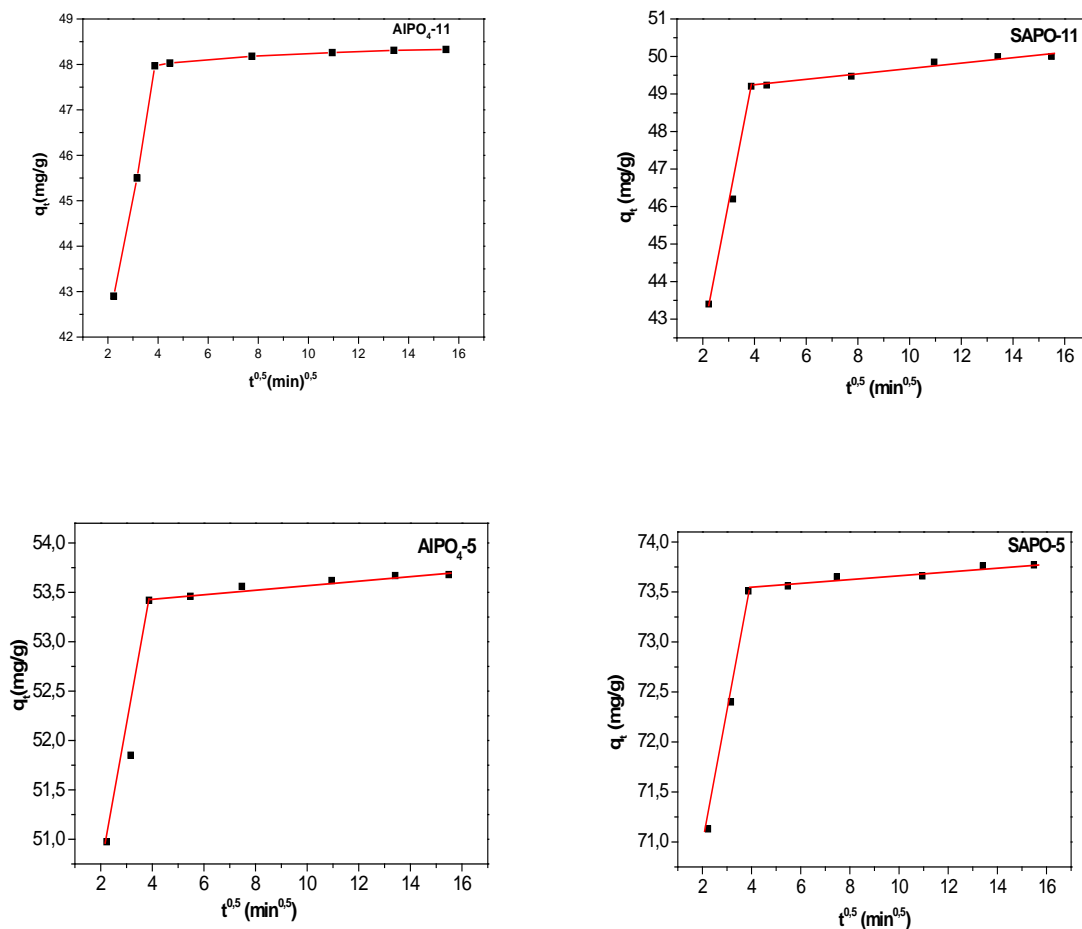 AlPO₄-11
49
48
47
46
45
44
43
42
qₜ(mg/g)
2 4 6 8 10 12 14 16
t⁰,⁵(min)⁰,⁵
SAPO-11
51
50
49
48
47
46
45
44
43
qₜ (mg/g)
2 4 6 8 10 12 14 16
t⁰,⁵ (min⁰,⁵)
AlPO₄-5
54,0
53,5
53,0
52,5
52,0
51,5
51,0
qₜ(mg/g)
2 4 6 8 10 12 14 16
t⁰,⁵ (min⁰,⁵)
SAPO-5
74,0
73,5
73,0
72,5
72,0
71,5
71,0
qₜ (mg/g)
2 4 6 8 10 12 14 16
t⁰,⁵ (min⁰,⁵)